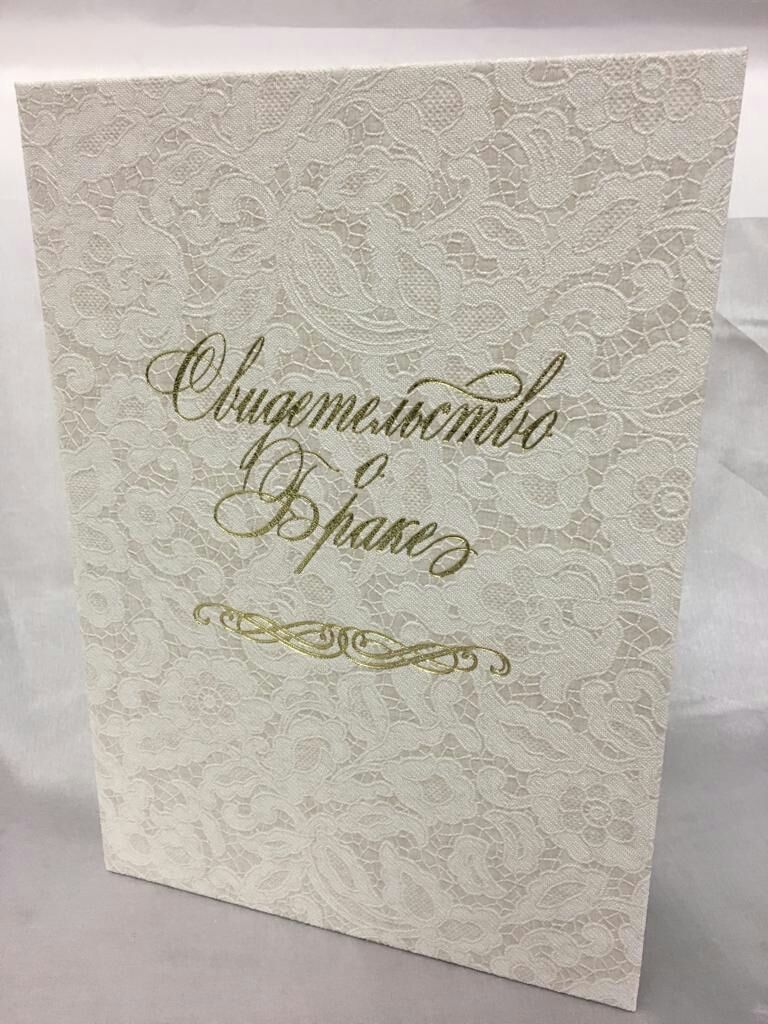 Свидетельство
о
Браке